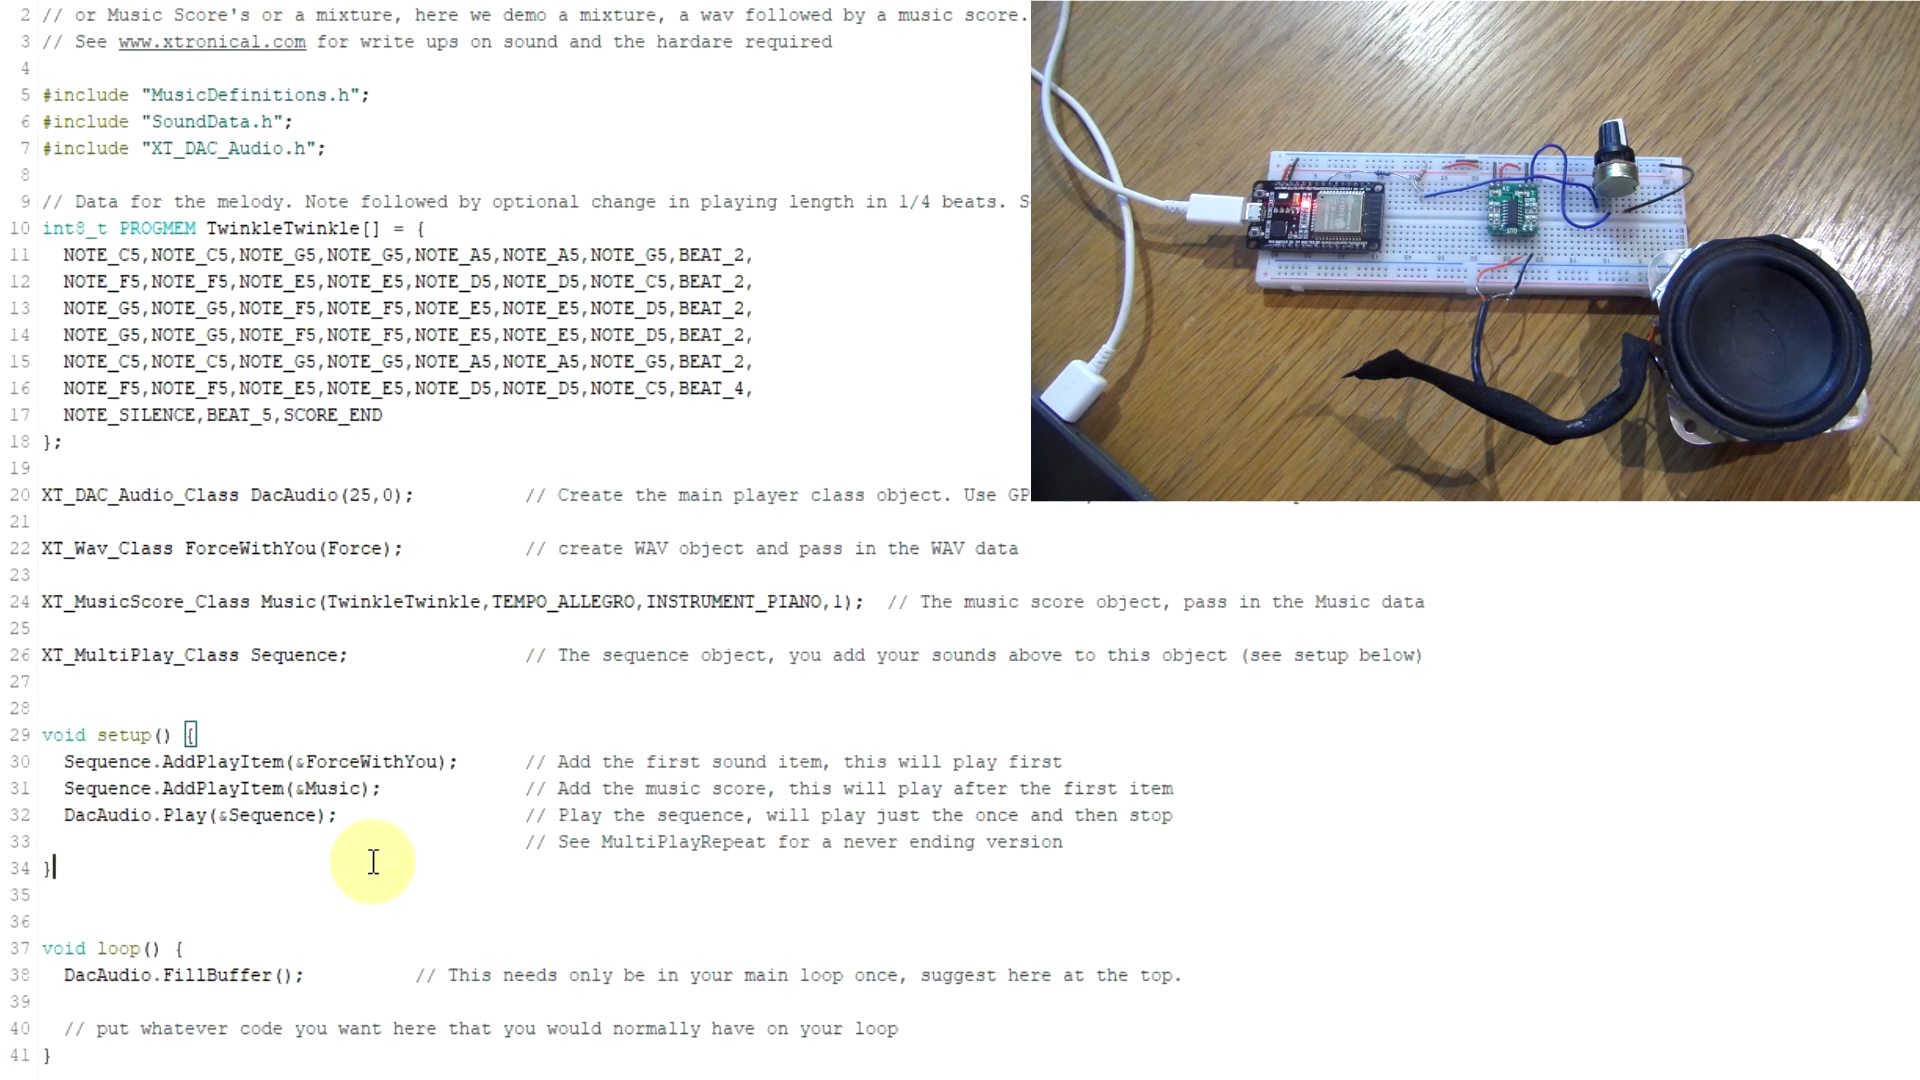 2 // or Music Score's or a mixture, here we demo a mixture, a wav followed by a music score.
3 // See www.xtronical.com for write ups on sound and the hardare required
4
5 #include "MusicDefinitions.h";
6 #include "SoundData.h";
7 #include "XT_DAC_Audio.h";
8
9 // Data for the melody. Note followed by optional change in playing length in 1/4 beats. S
10 int8_t PROGMEM TwinkleTwinkle[] = {
11 NOTE_C5,NOTE_C5,NOTE_G5,NOTE_G5,NOTE_A5,NOTE_A5,NOTE_G5,BEAT_2,
12 NOTE_F5,NOTE_F5,NOTE_E5,NOTE_E5,NOTE_D5,NOTE_D5,NOTE_C5,BEAT_2,
13 NOTE_G5,NOTE_G5,NOTE_F5,NOTE_F5,NOTE_E5,NOTE_E5,NOTE_D5,BEAT_2,
14 NOTE_G5,NOTE_G5,NOTE_F5,NOTE_F5,NOTE_E5,NOTE_E5,NOTE_D5,BEAT_2,
15 NOTE_C5,NOTE_C5,NOTE_G5,NOTE_G5,NOTE_A5,NOTE_A5,NOTE_G5,BEAT_2,
16 NOTE_F5,NOTE_F5,NOTE_E5,NOTE_E5,NOTE_D5,NOTE_D5,NOTE_C5,BEAT_4,
17 NOTE_SILENCE,BEAT_5,SCORE_END
18 };
19
20 XT_DAC_Audio_Class DacAudio(25,0); // Create the main player class object. Use GP
21
22 XT_Wav_Class ForceWithYou(Force); // create WAV object and pass in the WAV data
23
24 XT_MusicScore_Class Music(TwinkleTwinkle,TEMPO_ALLEGRO,INSTRUMENT_PIANO,1); // The music score object, pass in the Music data
25
26 XT_MultiPlay_Class Sequence; // The sequence object, you add your sounds above to this object (see setup below)
27
28
29 void setup() {
30 Sequence.AddPlayItem(&ForceWithYou); // Add the first sound item, this will play first
31 Sequence.AddPlayItem(&Music); // Add the music score, this will play after the first item
32 DacAudio.Play(&Sequence); // Play the sequence, will play just the once and then stop
33 // See MultiPlayRepeat for a never ending version
34 }
35
36
37 void loop() {
38 DacAudio.FillBuffer(); // This needs only be in your main loop once, suggest here at the top.
39
40 // put whatever code you want here that you would normally have on your loop
41 }